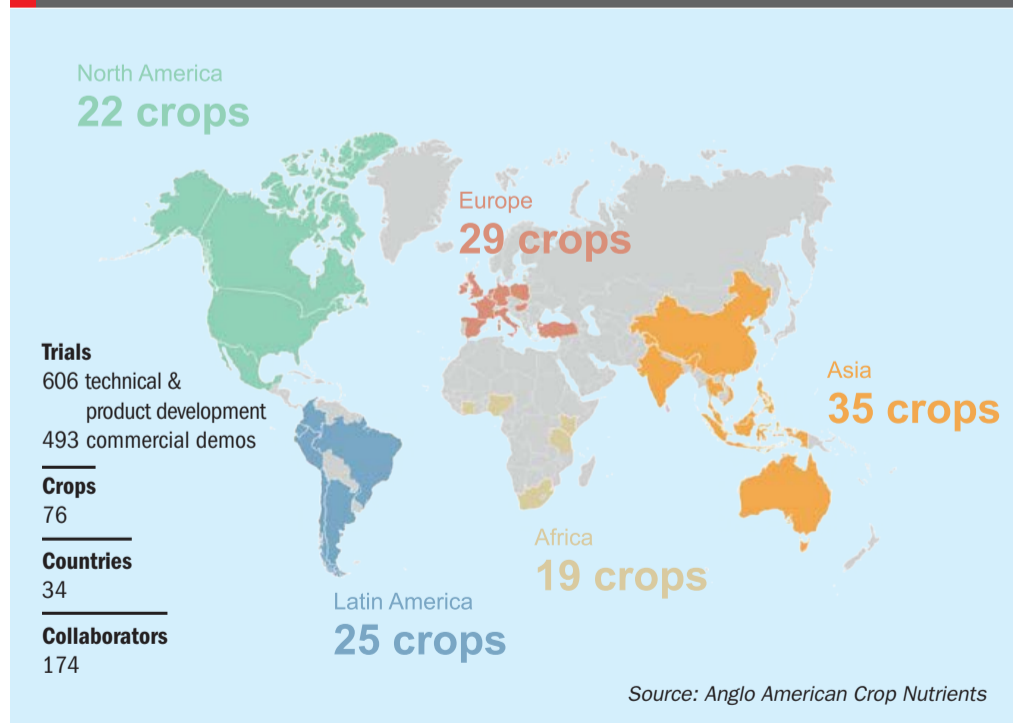 North America
22 crops
Europe
29 crops
Trials
606 technical &
product development
493 commercial demos
Crops
76
Countries
34
Collaborators
174
Asia
35 crops
Africa
19 crops
Latin America
25 crops
Source: Anglo American Crop Nutrients